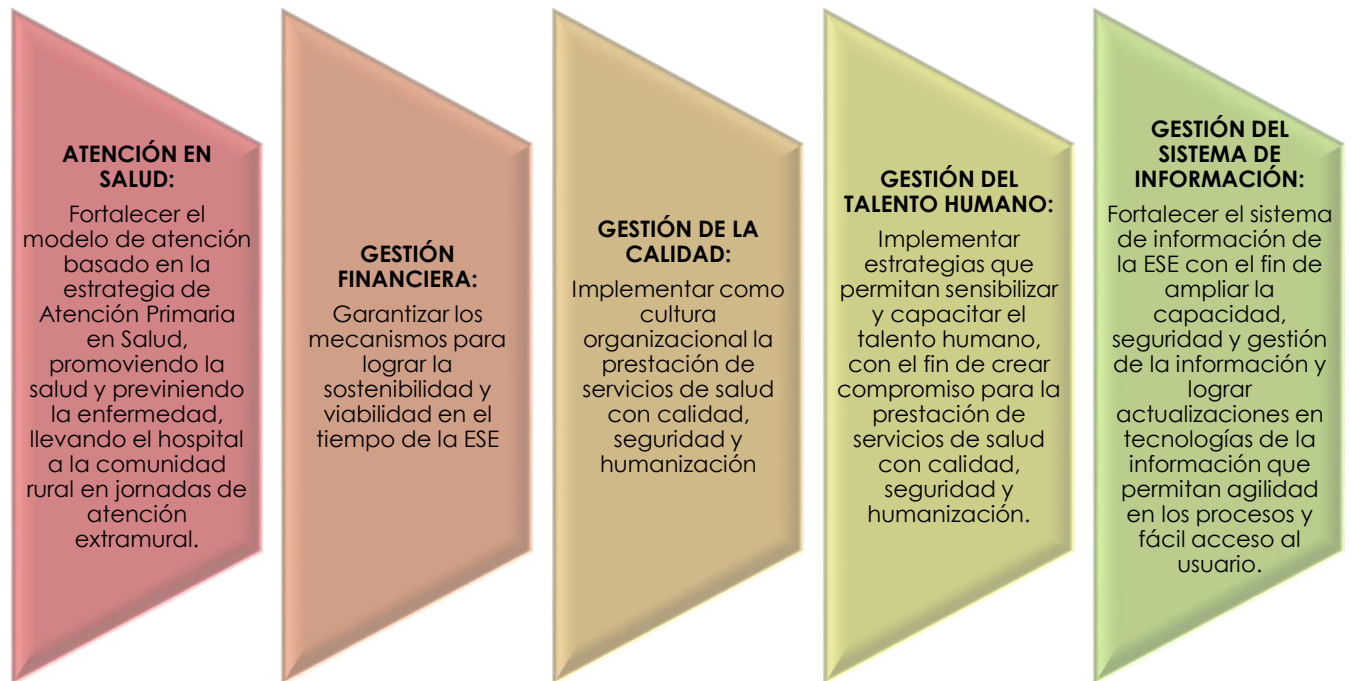 ATENCIÓN EN
SALUD:
Fortalecer el
modelo de atención
basado en la
estrategia de
Atención Primaria
en Salud,
promoviendo la
salud y previniendo
la enfermedad,
llevando el hospital
a la comunidad
rural en jornadas de
atención
extramural.
GESTIÓN
FINANCIERA:
Garantizar los
mecanismos para
lograr la
sostenibilidad y
viabilidad en el
tiempo de la ESE
GESTIÓN DE LA
CALIDAD:
Implementar como
cultura
organizacional la
prestación de
servicios de salud
con calidad,
seguridad y
humanización
GESTIÓN DEL
TALENTO HUMANO:
Implementar
estrategias que
permitan sensibilizar
y capacitar el
talento humano,
con el fin de crear
compromiso para la
prestación de
servicios de salud
con calidad,
seguridad y
humanización.
GESTIÓN DEL
SISTEMA DE
INFORMACIÓN:
Fortalecer el sistema
de información de
la ESE con el fin de
ampliar la
capacidad,
seguridad y gestión
de la información y
lograr
actualizaciones en
tecnologías de la
información que
permitan agilidad
en los procesos y
fácil acceso al
usuario.